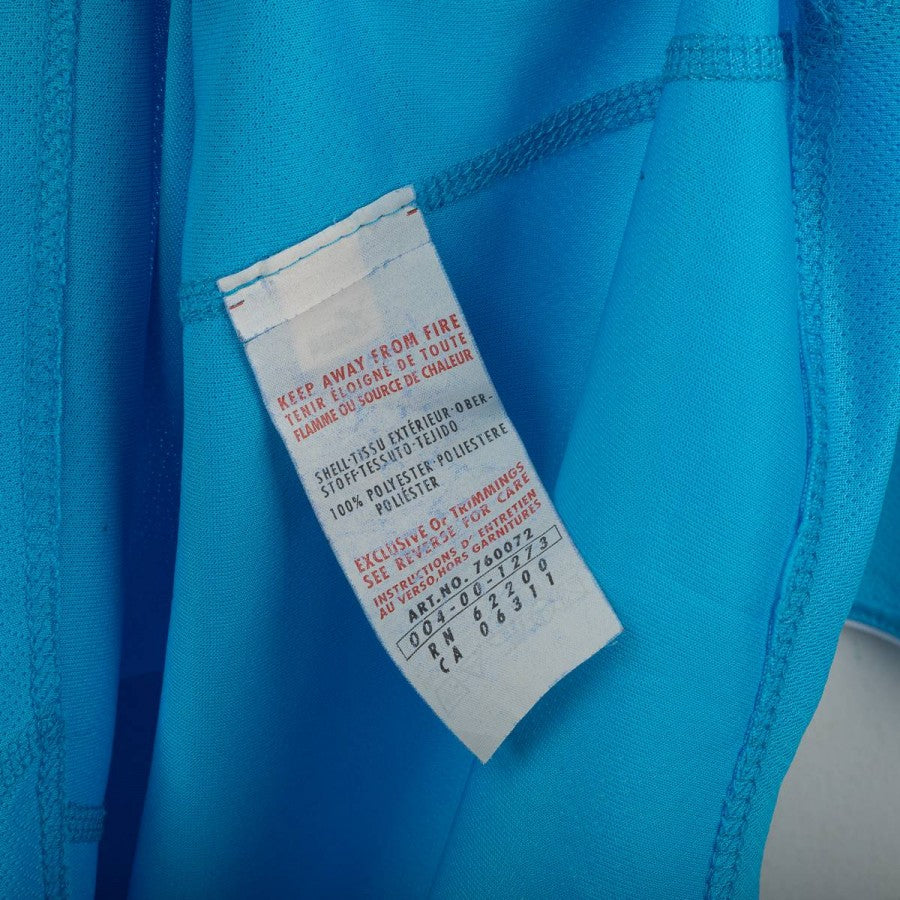 KEEP AWAY FROM FIRE
TENIR ÉLOIGNÉ DE TOUTE
FLAMME OU SOURCE DE CHALEUR
SHELL-TISSU EXTÉRIEUR-OBER-
STOFF-TESSUTO-TEJIDO
100% POLYESTER-POLIESTERE
POLIÉSTER
EXCLUSIVE OF TRIMMINGS
SEE REVERSE FOR CARE
INSTRUCTIONS D'ENTRETIEN
AU VERSO, HORS GARNITURES
ART.NO. 760072
004-00-1273
RN 62200
CA 06311